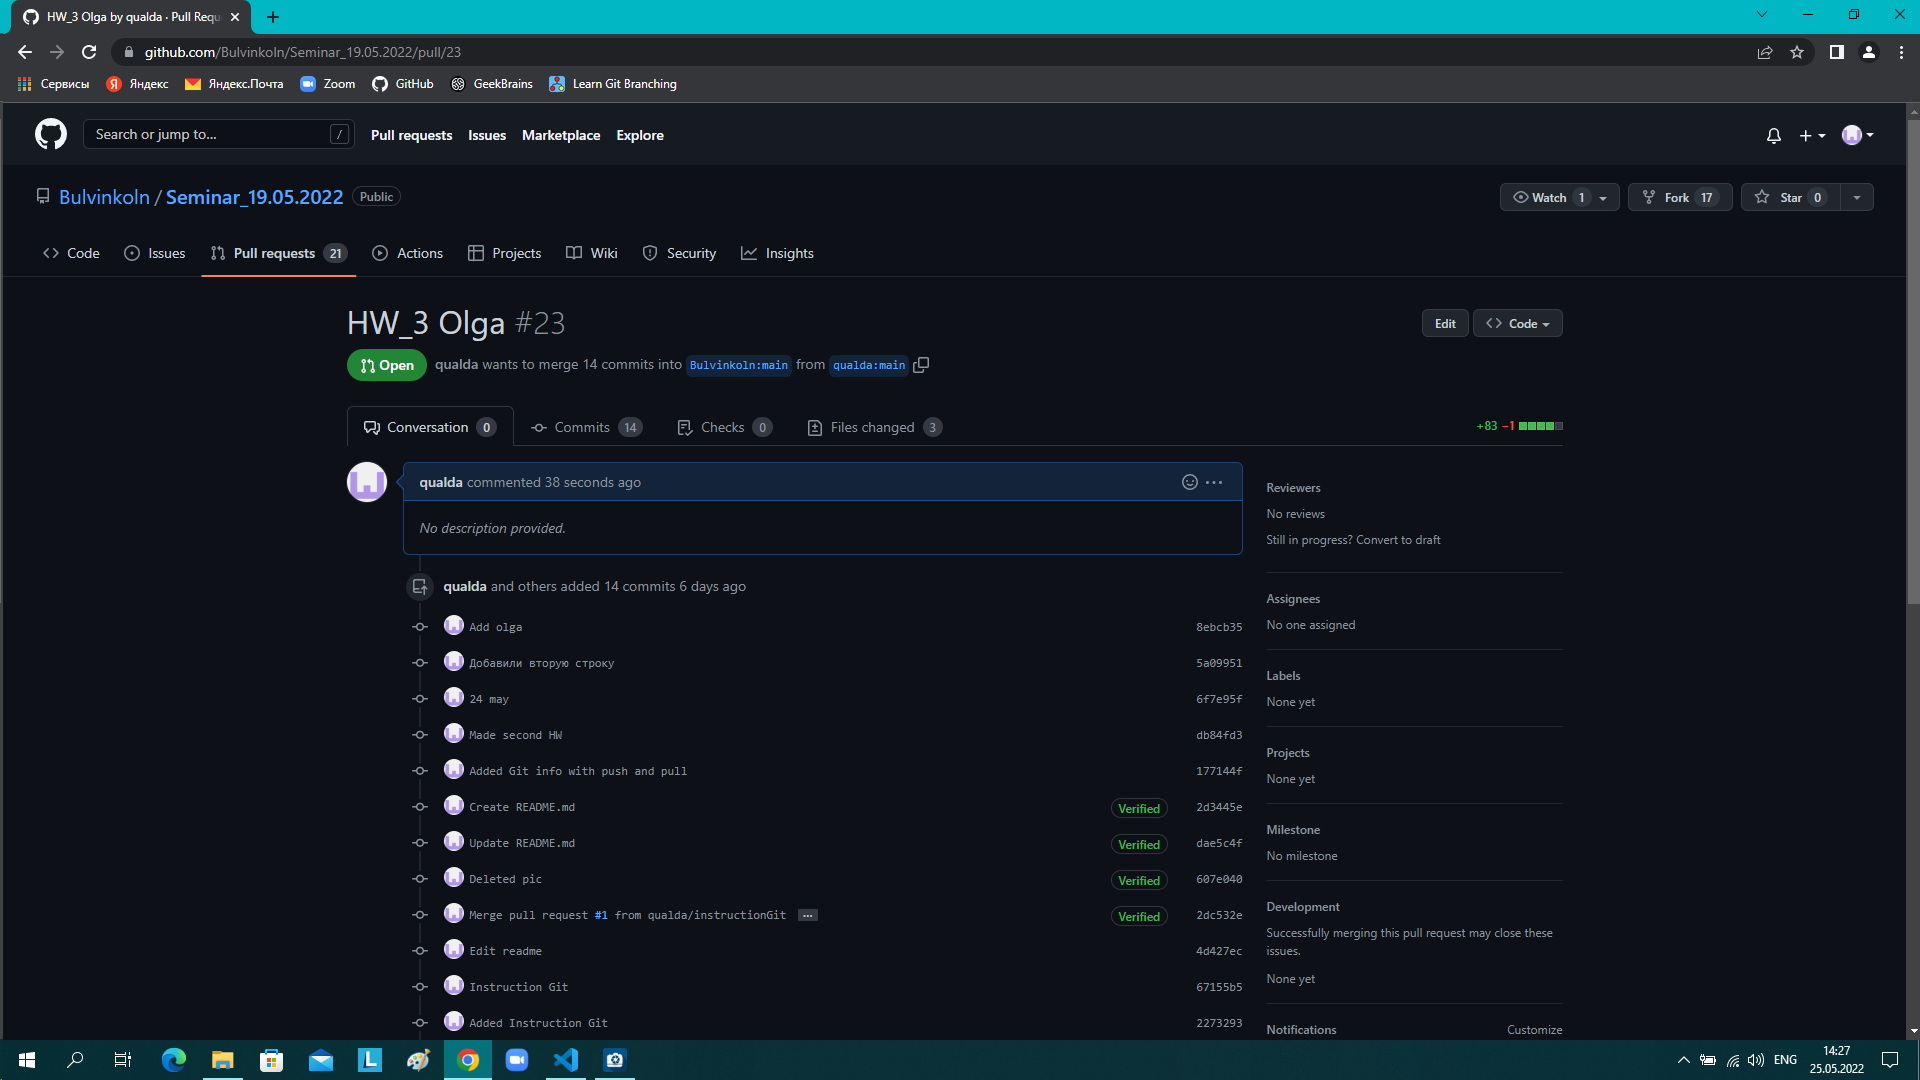 HW_3 Olga by qualda · Pull Requ
github.com/Bulvinkoln/Seminar_19.05.2022/pull/23
Сервисы Яндекс Яндекс.Почта Zoom GitHub GeekBrains Learn Git Branching
Search or jump to... / Pull requests Issues Marketplace Explore
Bulvinkoln / Seminar_19.05.2022 Public Watch 1 Fork 17 Star 0
Code Issues Pull requests 21 Actions Projects Wiki Security Insights
HW_3 Olga #23 Edit Code
Open qualda wants to merge 14 commits into Bulvinkoln:main from qualda:main
Conversation 0 Commits 14 Checks 0 Files changed 3 +83 −1
qualda commented 38 seconds ago
No description provided.
qualda and others added 14 commits 6 days ago
Add olga 8ebcb35
Добавили вторую строку 5a09951
24 may 6f7e95f
Made second HW db84fd3
Added Git info with push and pull 177144f
Create README.md Verified 2d3445e
Update README.md Verified dae5c4f
Deleted pic Verified 607e040
Merge pull request #1 from qualda/instructionGit ... Verified 2dc532e
Edit readme 4d427ec
Instruction Git 67155b5
Added Instruction Git 2273293
Reviewers
No reviews
Still in progress? Convert to draft
Assignees
No one assigned
Labels
None yet
Projects
None yet
Milestone
No milestone
Development
Successfully merging this pull request may close these
issues.
None yet
Notifications Customize
L
ENG
14:27
25.05.2022